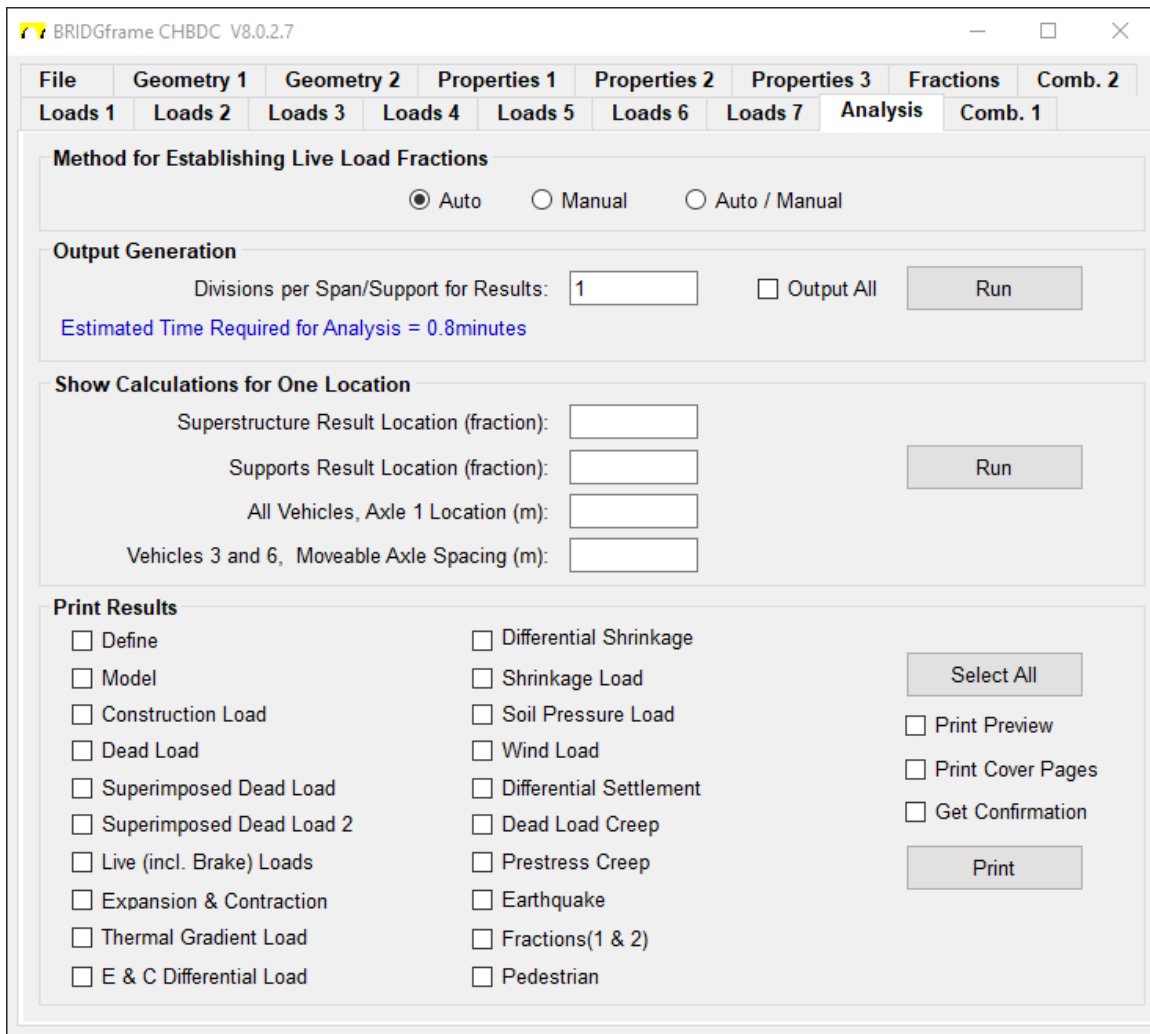 BRIDGframe CHBDC V8.0.2.7
File Geometry 1 Geometry 2 Properties 1 Properties 2 Properties 3 Fractions Comb. 2
Loads 1 Loads 2 Loads 3 Loads 4 Loads 5 Loads 6 Loads 7 Analysis Comb. 1
Method for Establishing Live Load Fractions
Auto Manual Auto / Manual
Output Generation
Divisions per Span/Support for Results: 1 Output All Run
Estimated Time Required for Analysis = 0.8minutes
Show Calculations for One Location
Superstructure Result Location (fraction):
Supports Result Location (fraction): Run
All Vehicles, Axle 1 Location (m):
Vehicles 3 and 6, Moveable Axle Spacing (m):
Print Results
Define
Model
Construction Load
Dead Load
Superimposed Dead Load
Superimposed Dead Load 2
Live (incl. Brake) Loads
Expansion & Contraction
Thermal Gradient Load
E & C Differential Load
Differential Shrinkage
Shrinkage Load
Soil Pressure Load
Wind Load
Differential Settlement
Dead Load Creep
Prestress Creep
Earthquake
Fractions(1 & 2)
Pedestrian
Select All
Print Preview
Print Cover Pages
Get Confirmation
Print